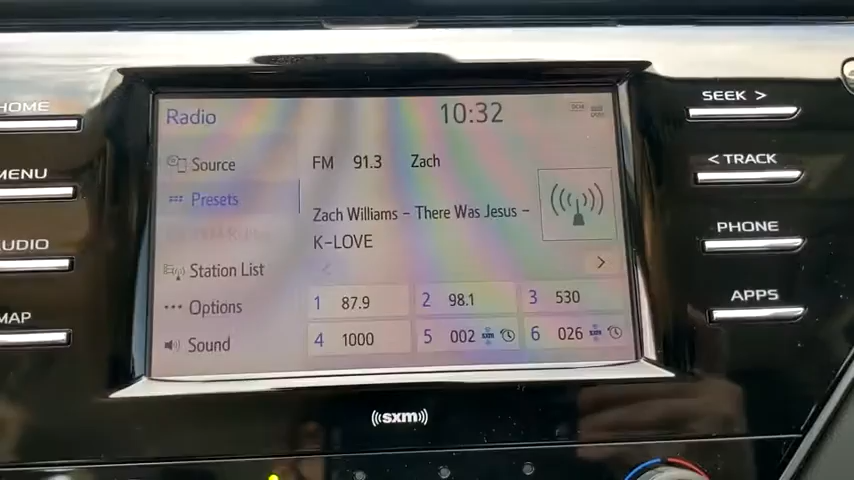 HOME
MENU
AUDIO
MAP
Radio
10:32
Source
Presets
Station List
Options
Sound
FM 91.3 Zach
Zach Williams - There Was Jesus -
K-LOVE
1 87.9
2 98.1
3 530
4 1000
5 002
6 026
SEEK >
< TRACK
PHONE
APPS
((sxm))